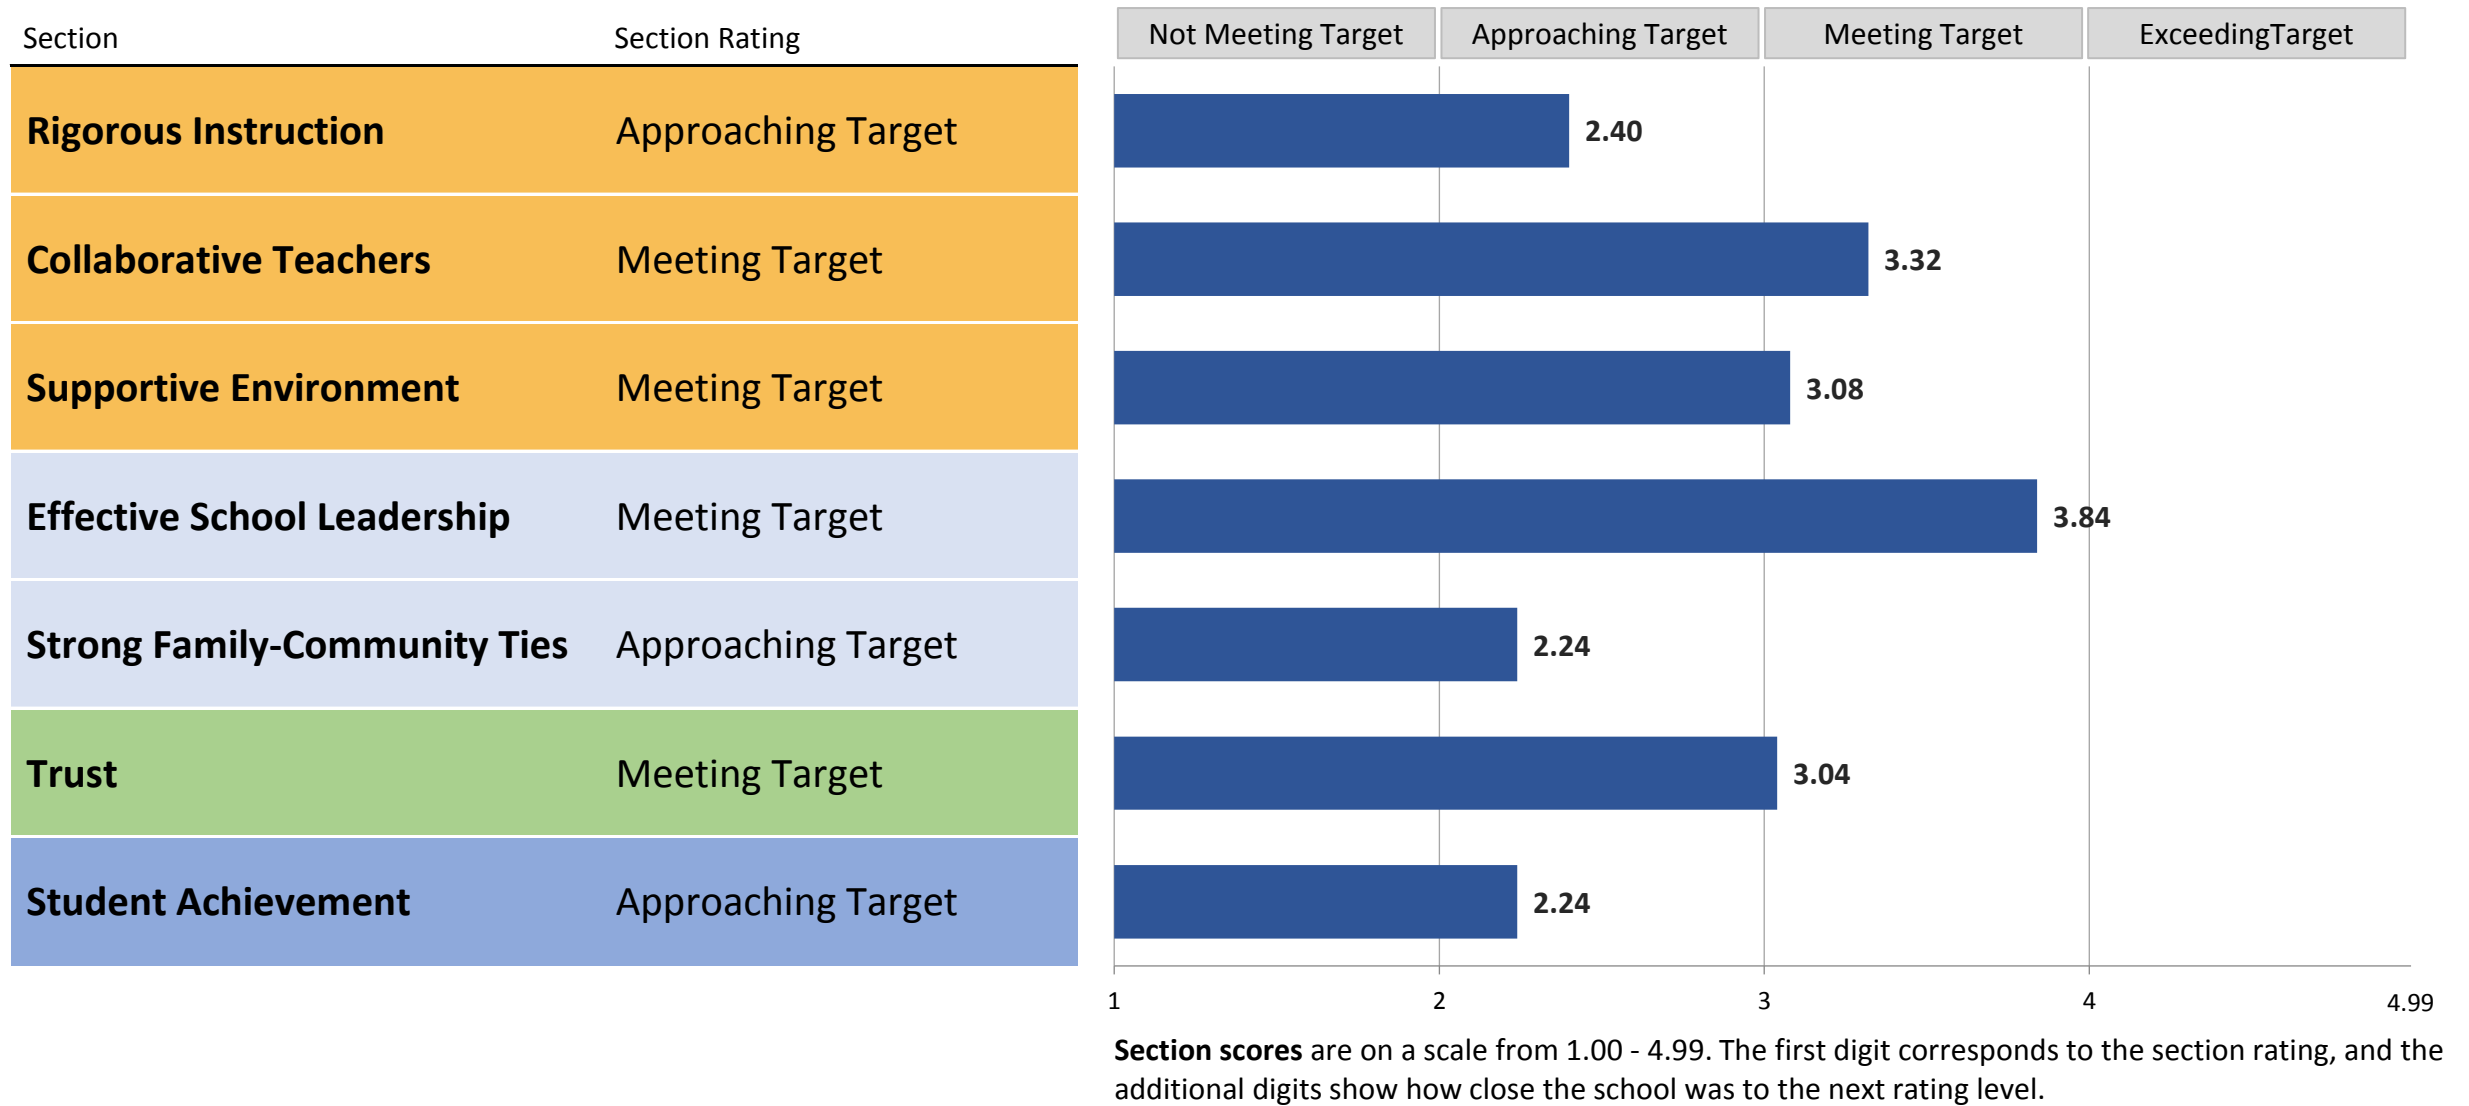 Section Section Rating Not Meeting Target Approaching Target Meeting Target ExceedingTarget
Rigorous Instruction Approaching Target 2.40
Collaborative Teachers Meeting Target 3.32
Supportive Environment Meeting Target 3.08
Effective School Leadership Meeting Target 3.84
Strong Family-Community Ties Approaching Target 2.24
Trust Meeting Target 3.04
Student Achievement Approaching Target 2.24
1 2 3 4 4.99
Section scores are on a scale from 1.00 - 4.99. The first digit corresponds to the section rating, and the
additional digits show how close the school was to the next rating level.